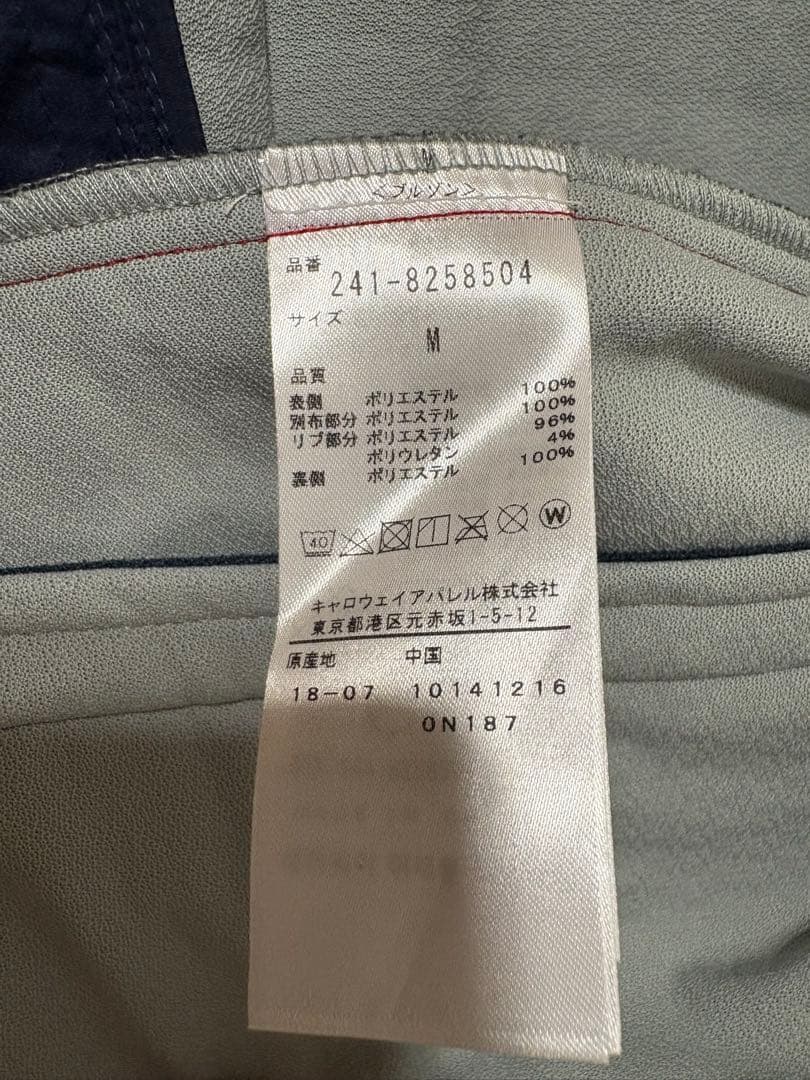 M
<ブルゾン>
品番 241-8258504
サイズ
M
品質
表側 ポリエステル 100%
別布部分 ポリエステル 100%
リブ部分 ポリエステル 96%
ポリウレタン 4%
裏側 ポリエステル 100%
40 W
キャロウェイアパレル株式会社
東京都港区元赤坂1-5-12
原産地 中国
18-07 10141216
0N187